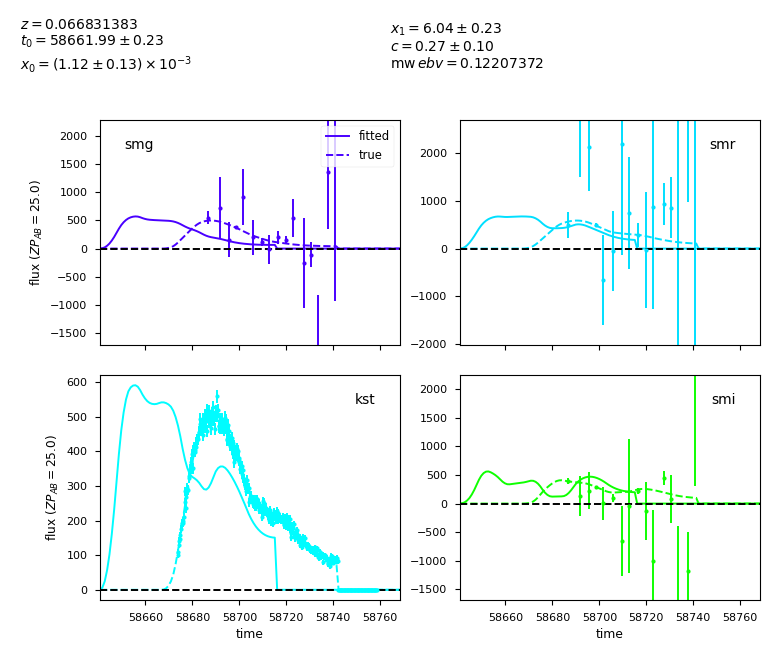 z = 0.066831383
t₀ = 58661.99 ± 0.23
x₀ = (1.12 ± 0.13) × 10⁻³
x₁ = 6.04 ± 0.23
c = 0.27 ± 0.10
mw ebv = 0.12207372
smg
fitted
true
2000
1500
1000
500
0
−500
−1000
−1500
flux (ZP_AB = 25.0)
smr
2000
1000
0
−1000
−2000
kst
600
500
400
300
200
100
0
flux (ZP_AB = 25.0)
58660 58680 58700 58720 58740 58760
time
smi
2000
1500
1000
500
0
−500
−1000
−1500
58660 58680 58700 58720 58740 58760
time